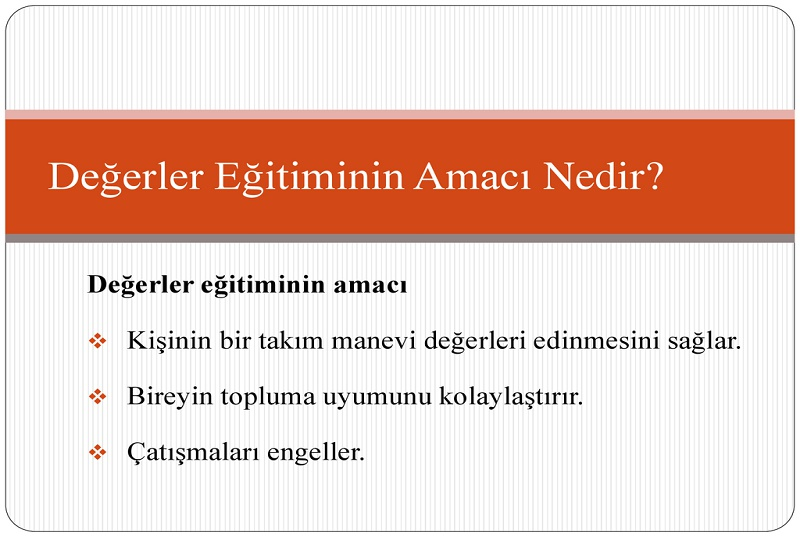 Değerler Eğitiminin Amacı Nedir?
Değerler eğitiminin amacı
Kişinin bir takım manevi değerleri edinmesini sağlar.
Bireyin topluma uyumunu kolaylaştırır.
Çatışmaları engeller.